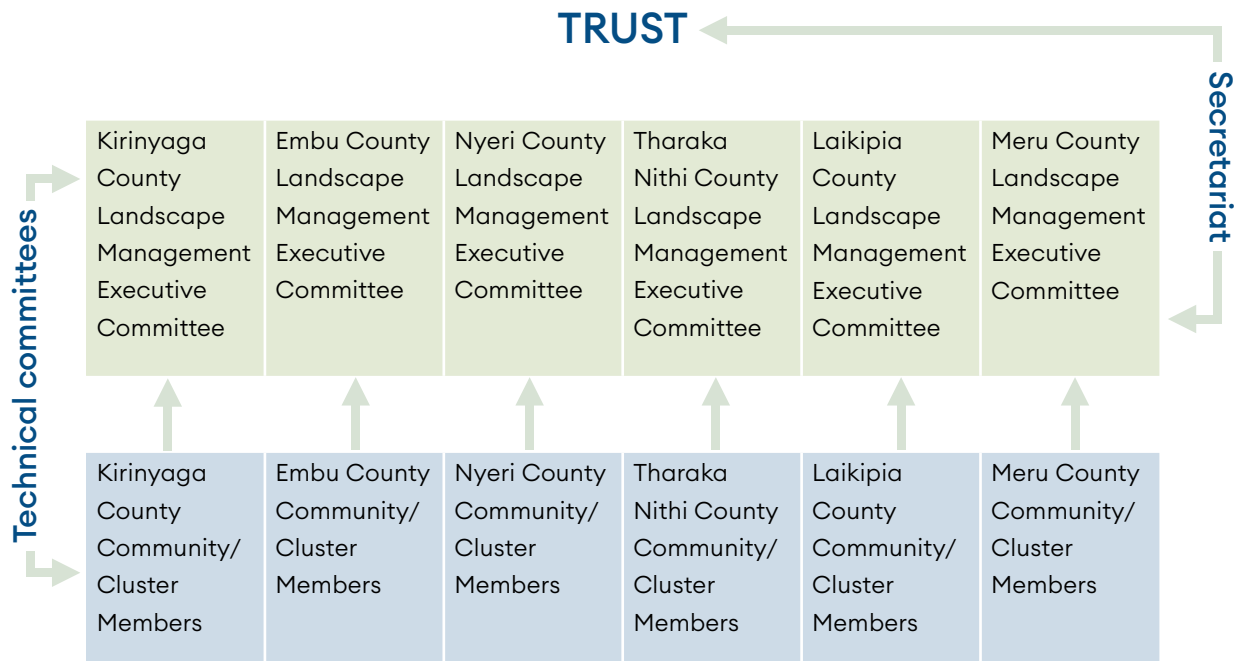 TRUST
Secretariat
Technical committees
Kirinyaga
County
Landscape
Management
Executive
Committee
Embu County
Landscape
Management
Executive
Committee
Nyeri County
Landscape
Management
Executive
Committee
Tharaka
Nithi County
Landscape
Management
Executive
Committee
Laikipia
County
Landscape
Management
Executive
Committee
Meru County
Landscape
Management
Executive
Committee
Kirinyaga
County
Community/
Cluster
Members
Embu County
Community/
Cluster
Members
Nyeri County
Community/
Cluster
Members
Tharaka
Nithi County
Community/
Cluster
Members
Laikipia
County
Community/
Cluster
Members
Meru County
Community/
Cluster
Members